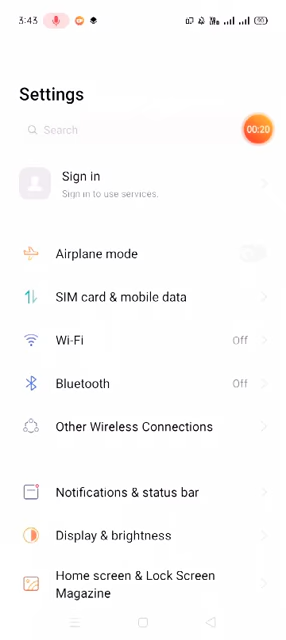 3:43
Settings
Search
00:20
Sign in
Sign in to use services.
Airplane mode
SIM card & mobile data
Wi-Fi Off
Bluetooth Off
Other Wireless Connections
Notifications & status bar
Display & brightness
Home screen & Lock Screen
Magazine